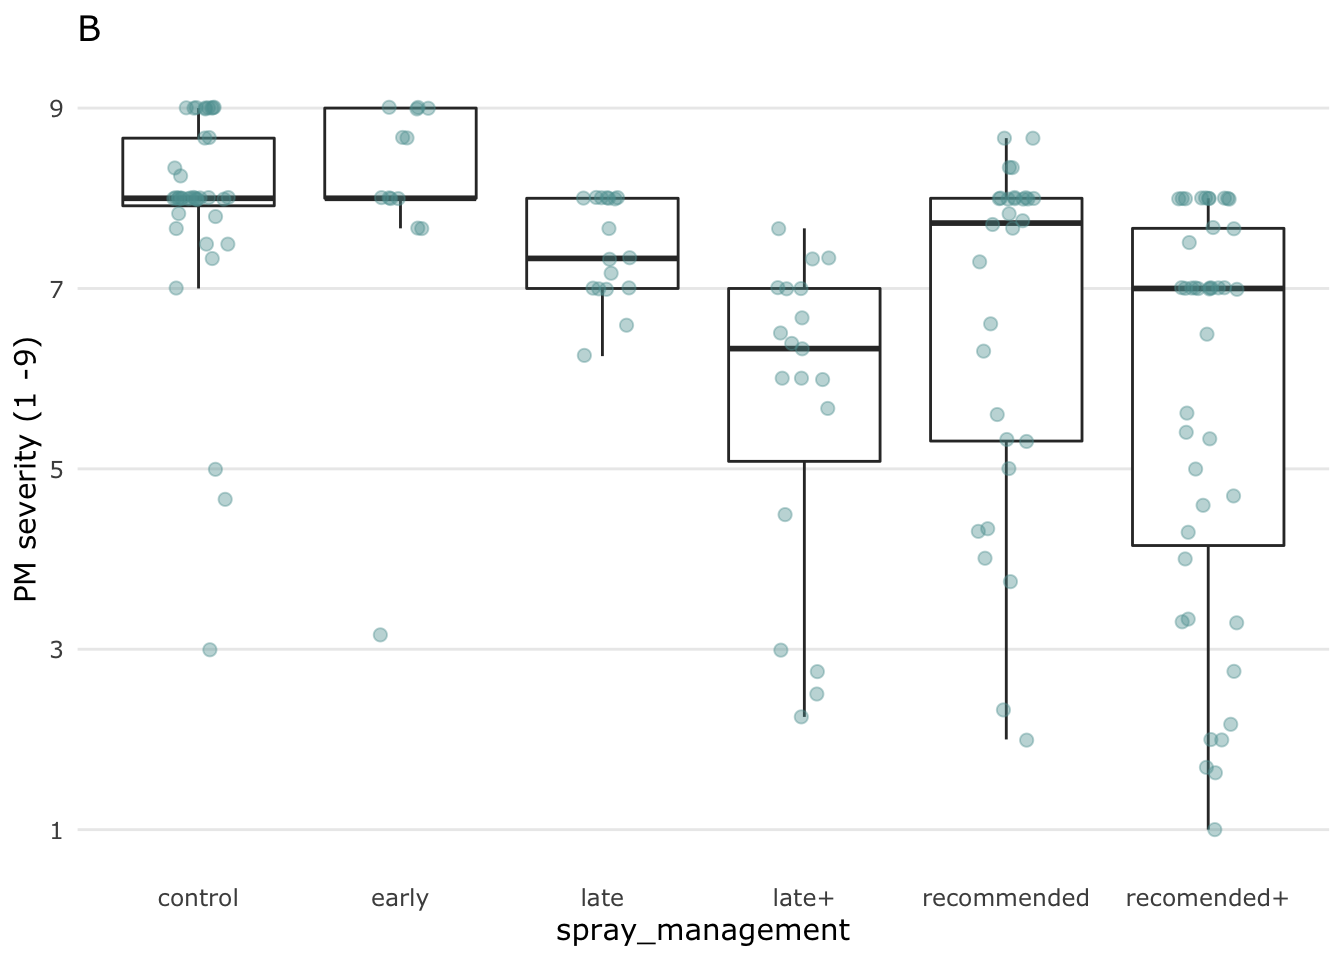 B
9
7
5
3
1
PM severity (1 -9)
control early late late+ recommended recomended+
spray_management